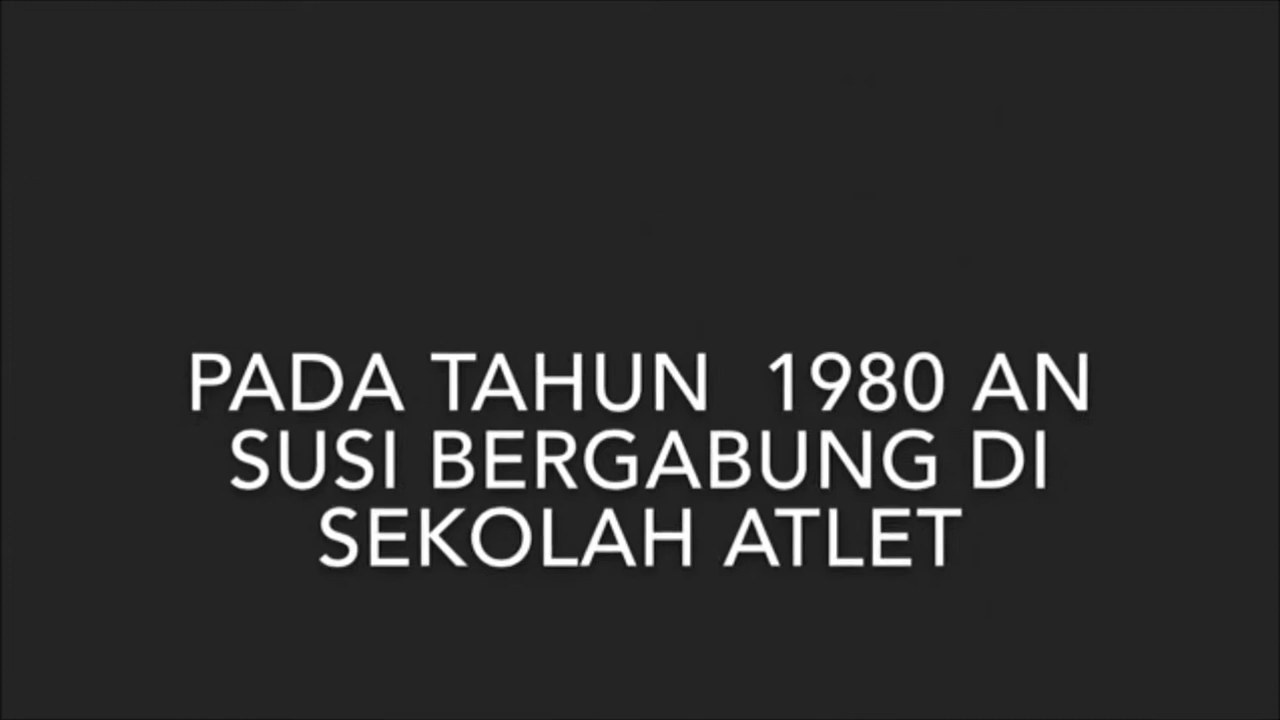 PADA TAHUN  1980 AN
SUSI BERGABUNG DI
SEKOLAH ATLET